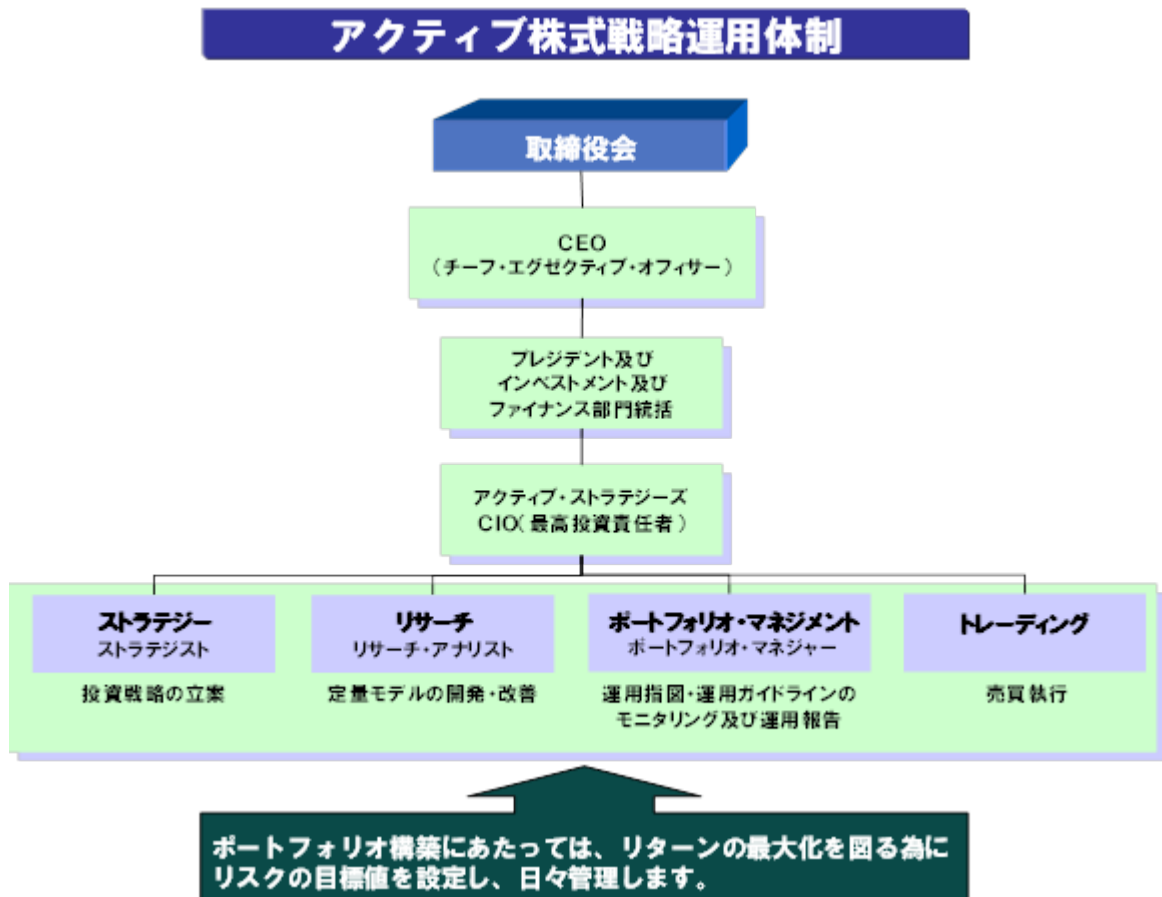 アクティブ株式戦略運用体制
取締役会
CEO
(チーフ・エグゼクティブ・オフィサー)
プレジデント及び
インベストメント及び
ファイナンス部門統括
アクティブ・ストラテジーズ
CIO(最高投資責任者)
ストラテジー
ストラテジスト
投資戦略の立案
リサーチ
リサーチ・アナリスト
定量モデルの開発・改善
ポートフォリオ・マネジメント
ポートフォリオ・マネジャー
運用指図・運用ガイドラインの
モニタリング及び運用報告
トレーディング
売買執行
ポートフォリオ構築にあたっては、リターンの最大化を図る為に
リスクの目標値を設定し、日々管理します。